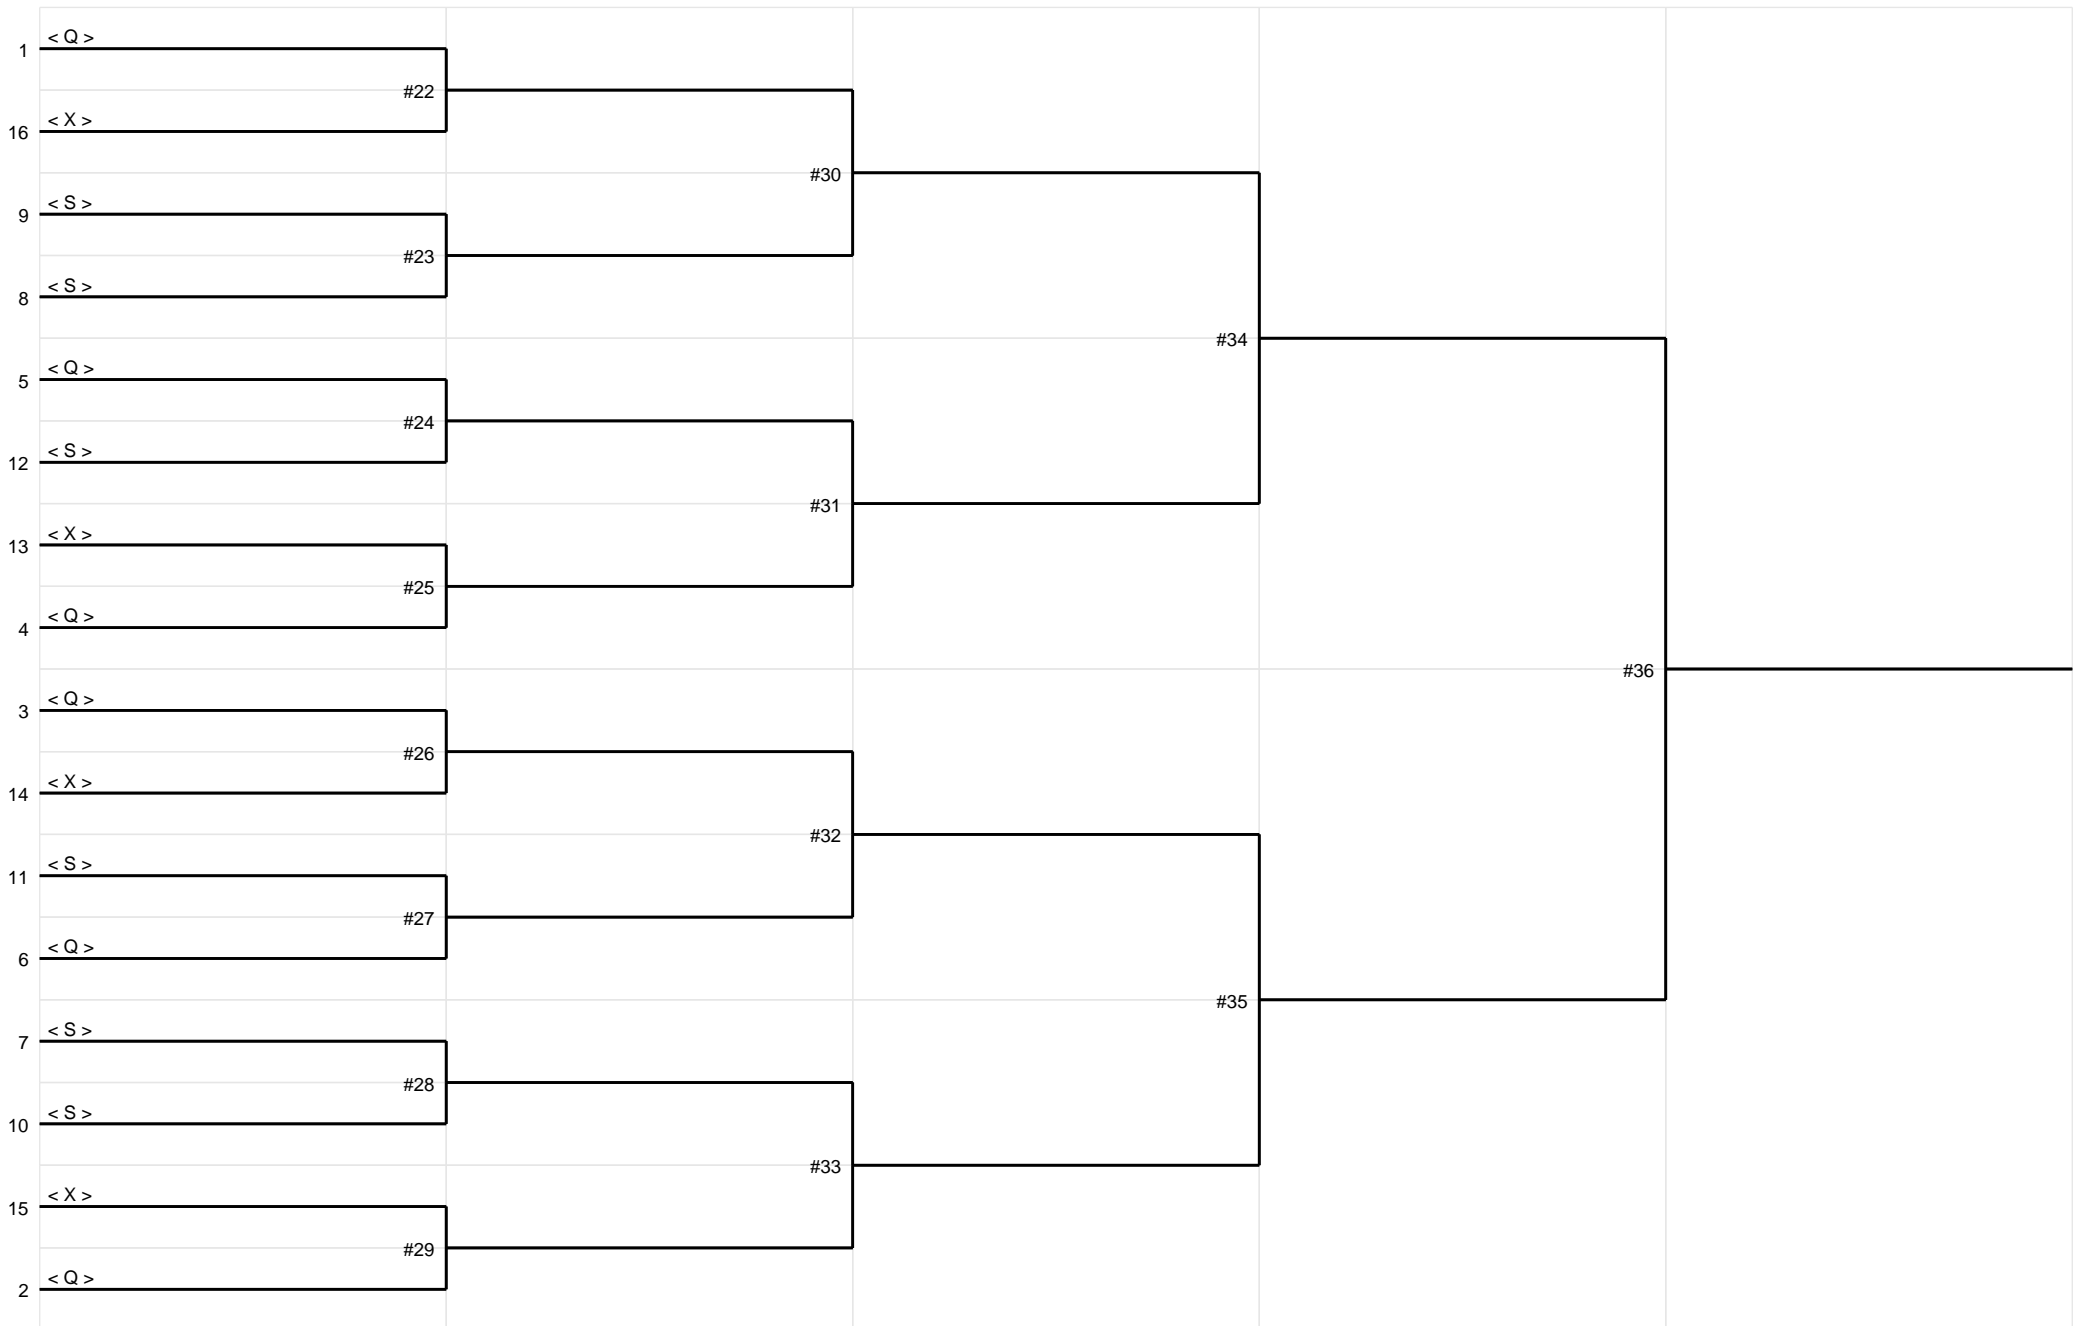 < Q >
1
#22
< X >
16
#30
< S >
9
#23
< S >
8
#34
< Q >
5
#24
< S >
12
#31
< X >
13
#25
< Q >
4
#36
< Q >
3
#26
< X >
14
#32
< S >
11
#27
< Q >
6
#35
< S >
7
#28
< S >
10
#33
< X >
15
#29
< Q >
2